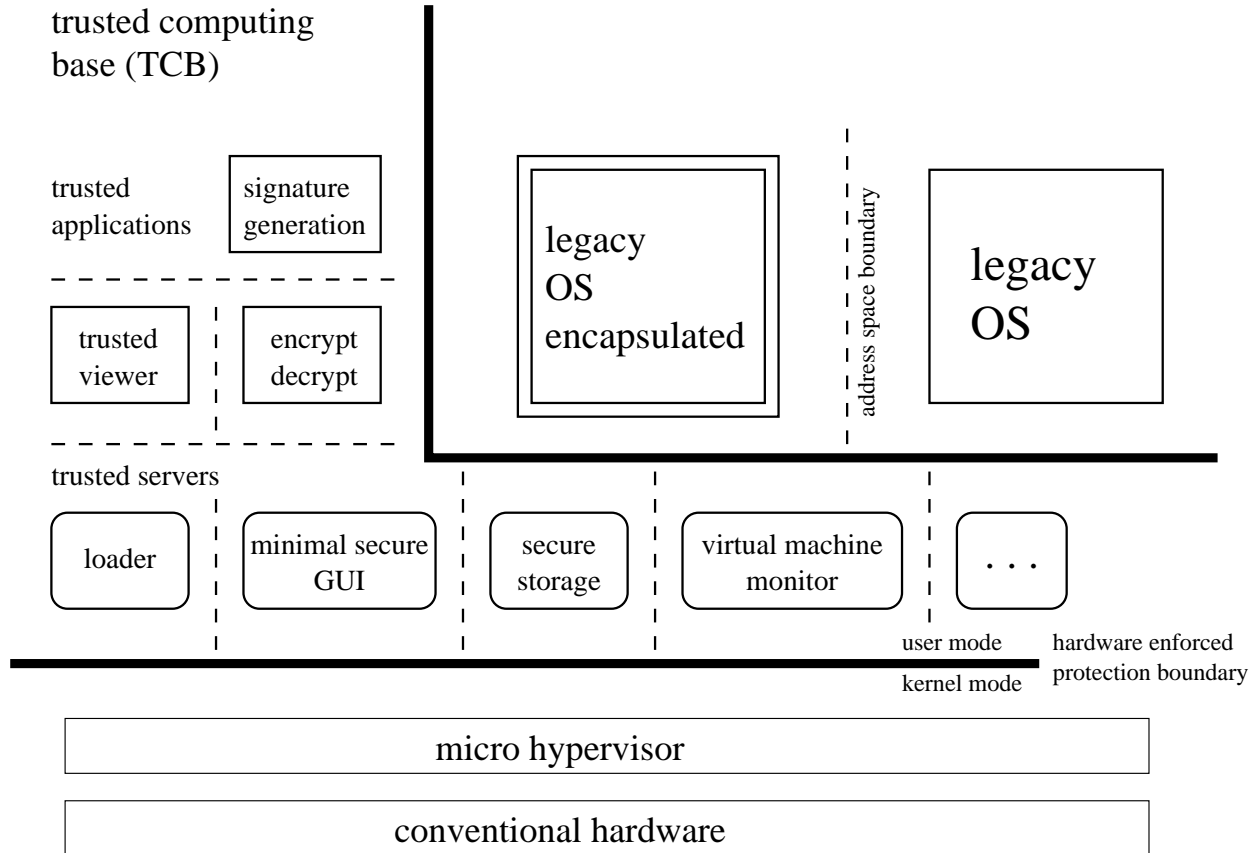 trusted computing
base (TCB)
trusted
applications
signature
generation
legacy
OS
encapsulated
address space boundary
legacy
OS
trusted
viewer
encrypt
decrypt
trusted servers
loader
minimal secure
GUI
secure
storage
virtual machine
monitor
. . .
user mode
kernel mode
hardware enforced
protection boundary
micro hypervisor
conventional hardware